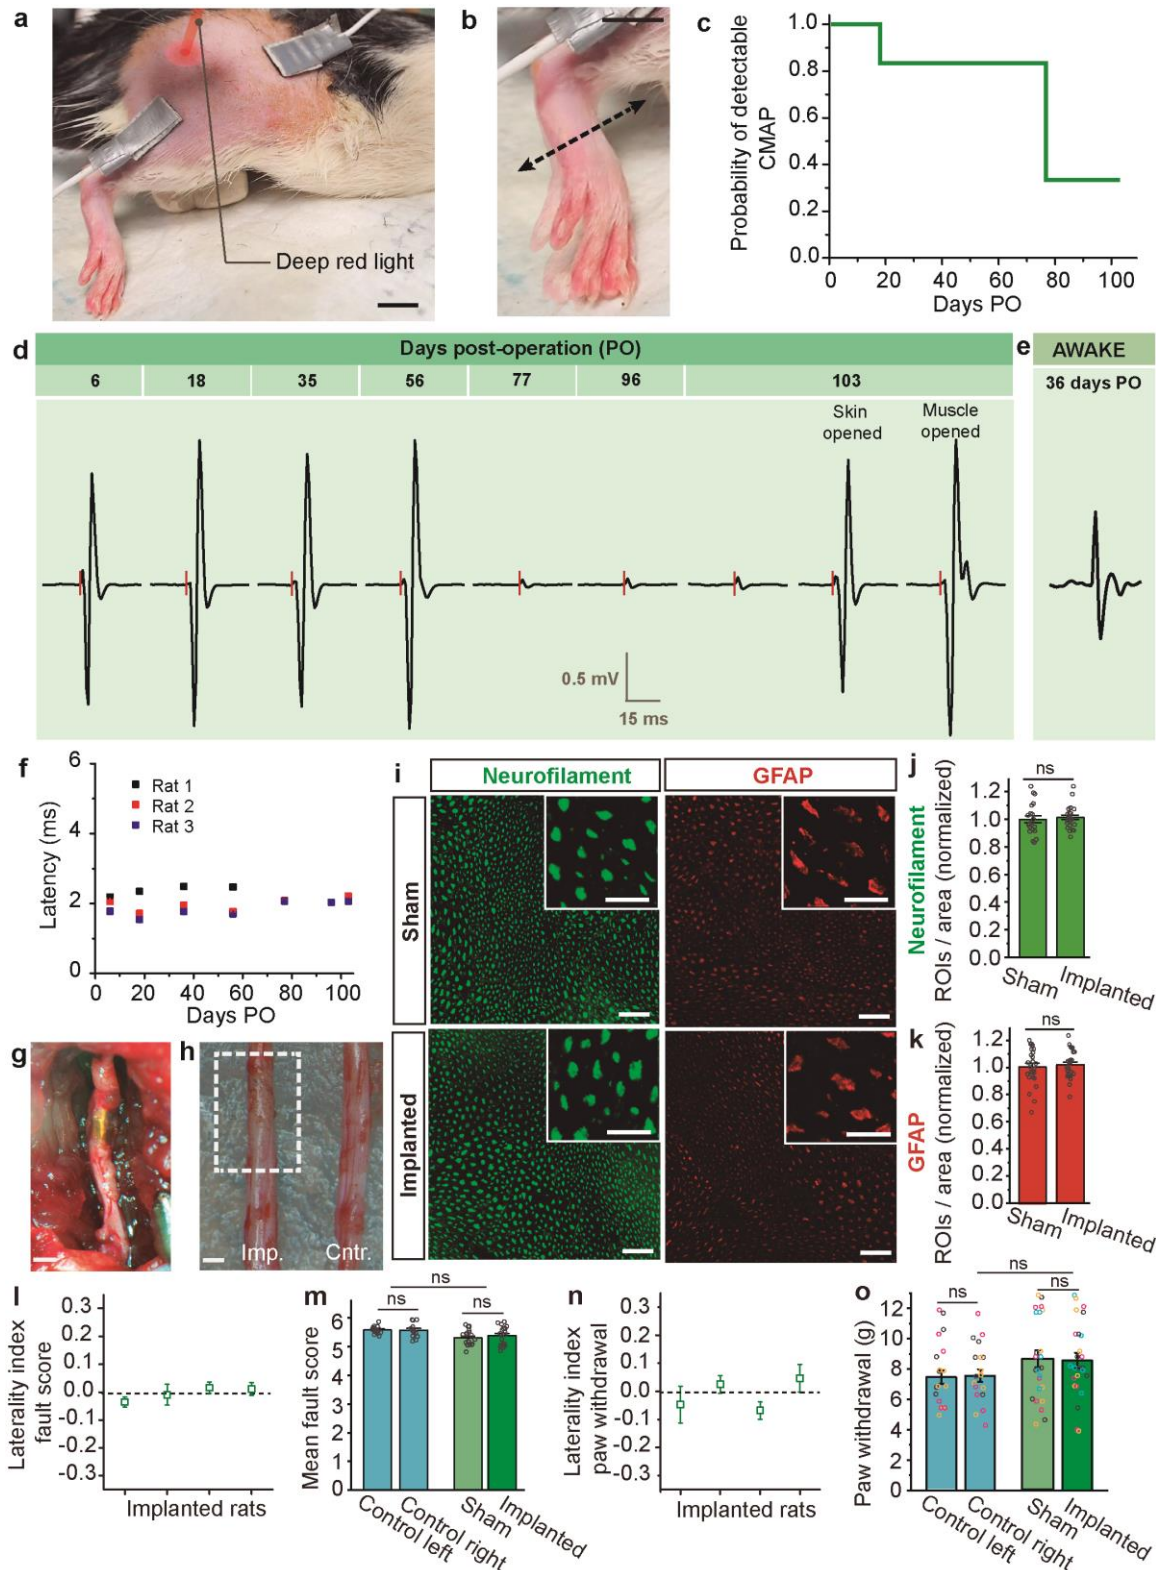 a
b
c
Deep red light
Probability of detectable
CMAP
1.0
0.8
0.4
0.2
0.0
0 20 40 60 80 100
Days PO
d
Days post-operation (PO)
6 18 35 56 77 96 103
Skin
opened
Muscle
opened
0.5 mV
15 ms
e
AWAKE
36 days PO
f
Latency (ms)
6
4
2
0
Rat 1
Rat 2
Rat 3
0 20 40 60 80 100
Days PO
g
h
Imp. Cntr.
i
Neurofilament GFAP
Sham
Implanted
j
Neurofilament
ROIs / area (normalized)
ns
1.2
1.0
0.8
0.6
0.4
0.2
0.0
Sham
Implanted
k
GFAP
ROIs / area (normalized)
ns
1.2
1.0
0.8
0.6
0.4
0.2
0.0
Sham
Implanted
l
Laterality index
fault score
0.3
0.2
0.1
0.0
-0.1
-0.2
-0.3
Implanted rats
m
Mean fault score
ns
ns ns
6
5
4
3
2
1
0
Control left
Control right
Sham
Implanted
n
Laterality index
paw withdrawal
0.3
0.2
0.1
0.0
-0.1
-0.2
-0.3
Implanted rats
o
Paw withdrawal (g)
ns
ns ns
12
10
8
6
4
2
0
Control left
Control right
Sham
Implanted